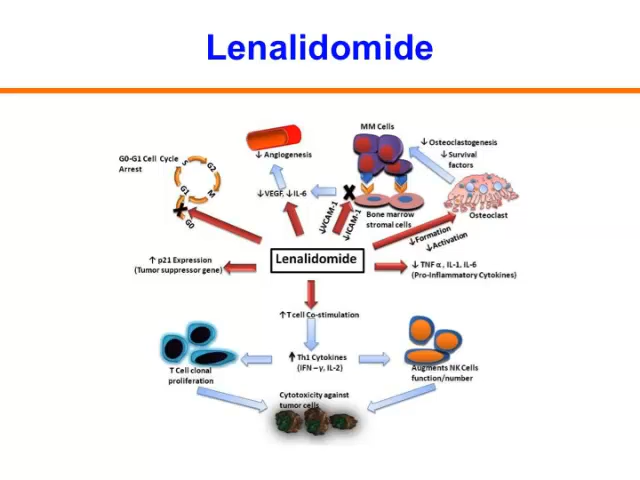 Lenalidomide
MM Cells
↓ Osteoclastogenesis
↓ Survival
factors
↓ Angiogenesis
G0-G1 Cell Cycle
Arrest
S
G2
M
G1
G0
↓VEGF, ↓IL-6
↓VCAM-1
↓ICAM-1
Bone marrow
stromal cells
Osteoclast
↓Formation
↓Activation
Lenalidomide
↑ p21 Expression
(Tumor suppressor gene)
↓ TNF α, IL-1, IL-6
(Pro-Inflammatory Cytokines)
↑T cell Co-stimulation
↑ Th1 Cytokines
(IFN – γ, IL-2)
T Cell clonal
proliferation
Augments NK Cells
function/number
Cytotoxicity against
tumor cells